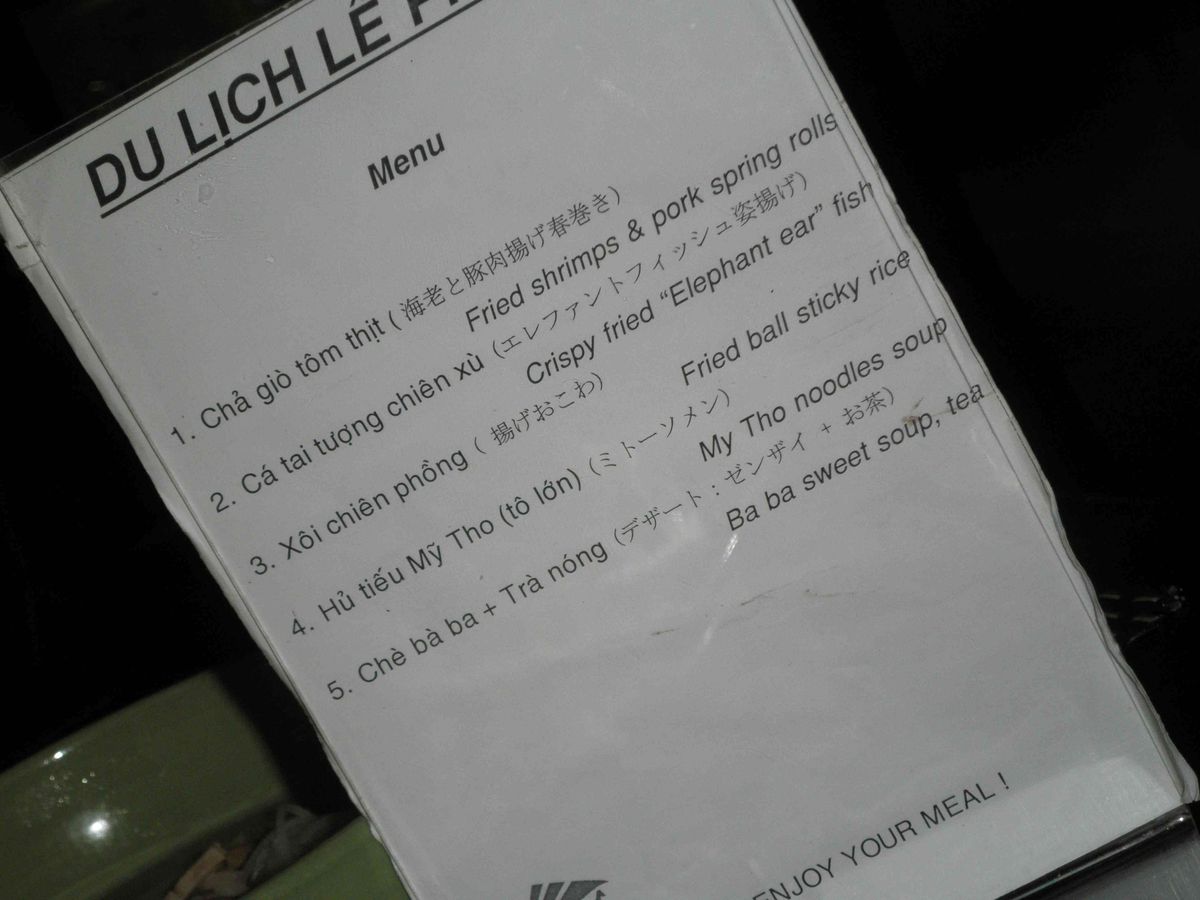 DU LỊCH LÊ
Menu
1. Chả giò tôm thịt ( 海老と豚肉揚げ春巻き)
Fried shrimps & pork spring rolls
2. Cá tai tượng chiên xù (エレファントフィッシュ姿揚げ)
Crispy fried “Elephant ear” fish
3. Xôi chiên phồng ( 揚げおこわ)
Fried ball sticky rice
4. Hủ tiếu Mỹ Tho (tô lớn) (ミトーソメン)
My Tho noodles soup
5. Chè bà ba + Trà nóng (デザート : ゼンザイ + お茶)
Ba ba sweet soup, tea
ENJOY YOUR MEAL !